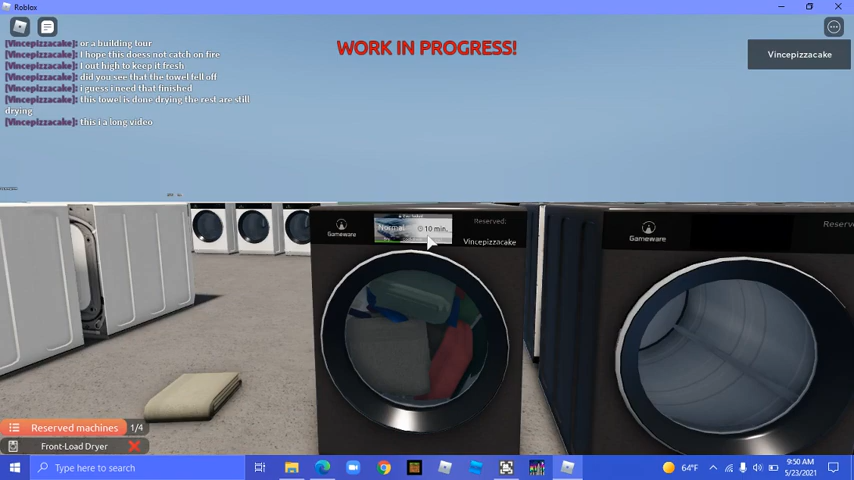 Roblox
[Vincepizzacake]: or a building tour
[Vincepizzacake]: I hope this doess not catch on fire
[Vincepizzacake]: I out high to keep it fresh
[Vincepizzacake]: did you see that the towel fell off
[Vincepizzacake]: i guess i need that finished
[Vincepizzacake]: this towel is done drying the rest are still
drying
[Vincepizzacake]: this i a long video
WORK IN PROGRESS!
Vincepizzacake
Gameware
Normal
10 min.
Reserved:
Vincepizzacake
Gameware
Reserv
Reserved machines 1/4
Front-Load Dryer
Type here to search
64°F
9:50 AM
5/23/2021